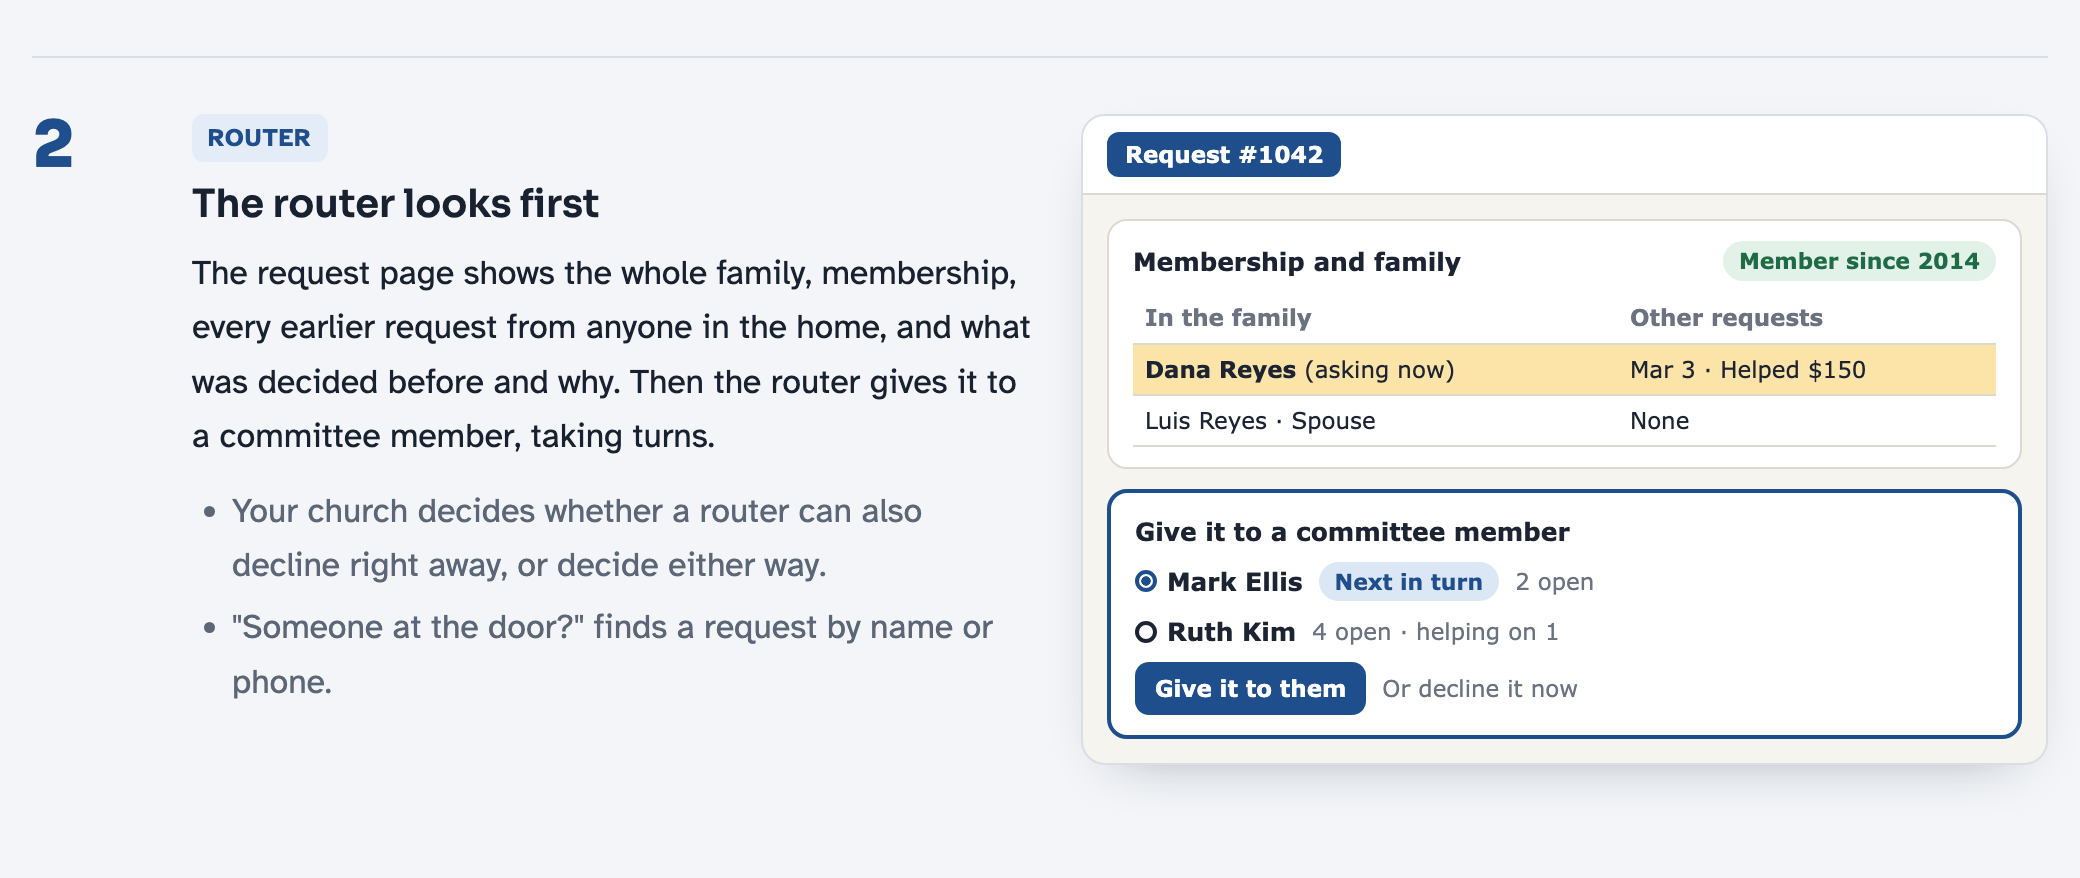 2
ROUTER
The router looks first
The request page shows the whole family, membership,
every earlier request from anyone in the home, and what
was decided before and why. Then the router gives it to
a committee member, taking turns.
• Your church decides whether a router can also
decline right away, or decide either way.
• "Someone at the door?" finds a request by name or
phone.
Request #1042
Membership and family Member since 2014
In the family Other requests
Dana Reyes (asking now) Mar 3 · Helped $150
Luis Reyes · Spouse None
Give it to a committee member
Mark Ellis Next in turn 2 open
Ruth Kim 4 open · helping on 1
Give it to them Or decline it now